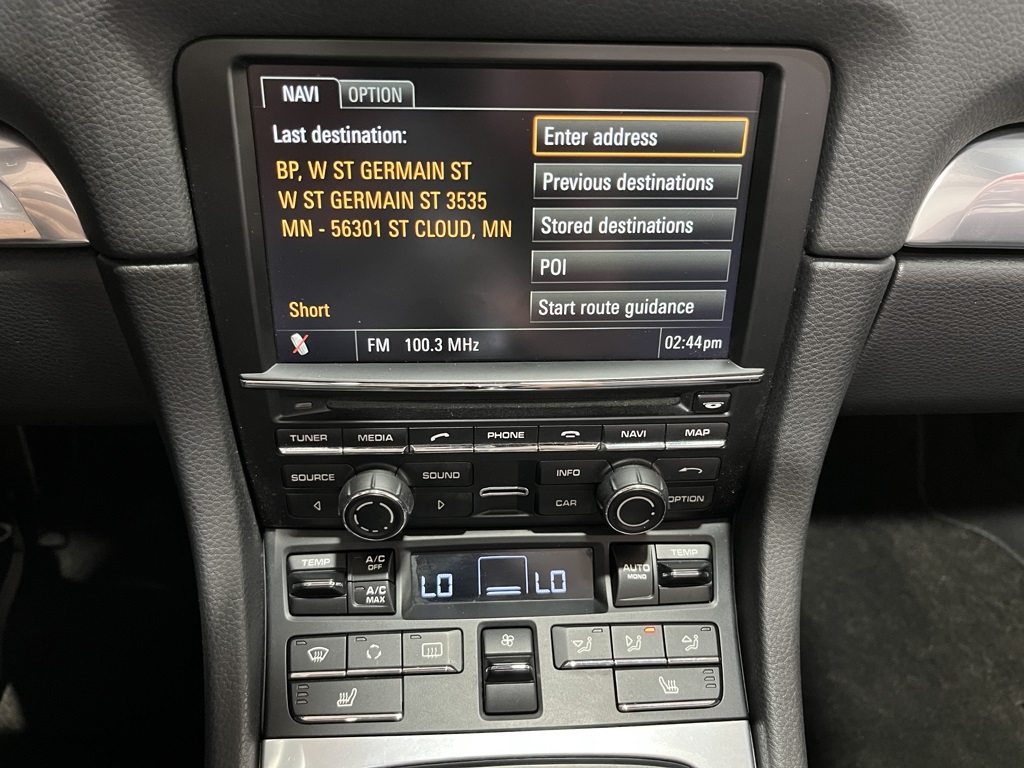 NAVI OPTION
Last destination:
BP, W ST GERMAIN ST
W ST GERMAIN ST 3535
MN - 56301 ST CLOUD, MN
Short
Enter address
Previous destinations
Stored destinations
POI
Start route guidance
FM 100.3 MHz 02:44pm
TUNER MEDIA PHONE NAVI MAP
SOURCE SOUND INFO
CAR OPTION
TEMP A/C OFF AUTO MONO TEMP
A/C MAX
LO LO